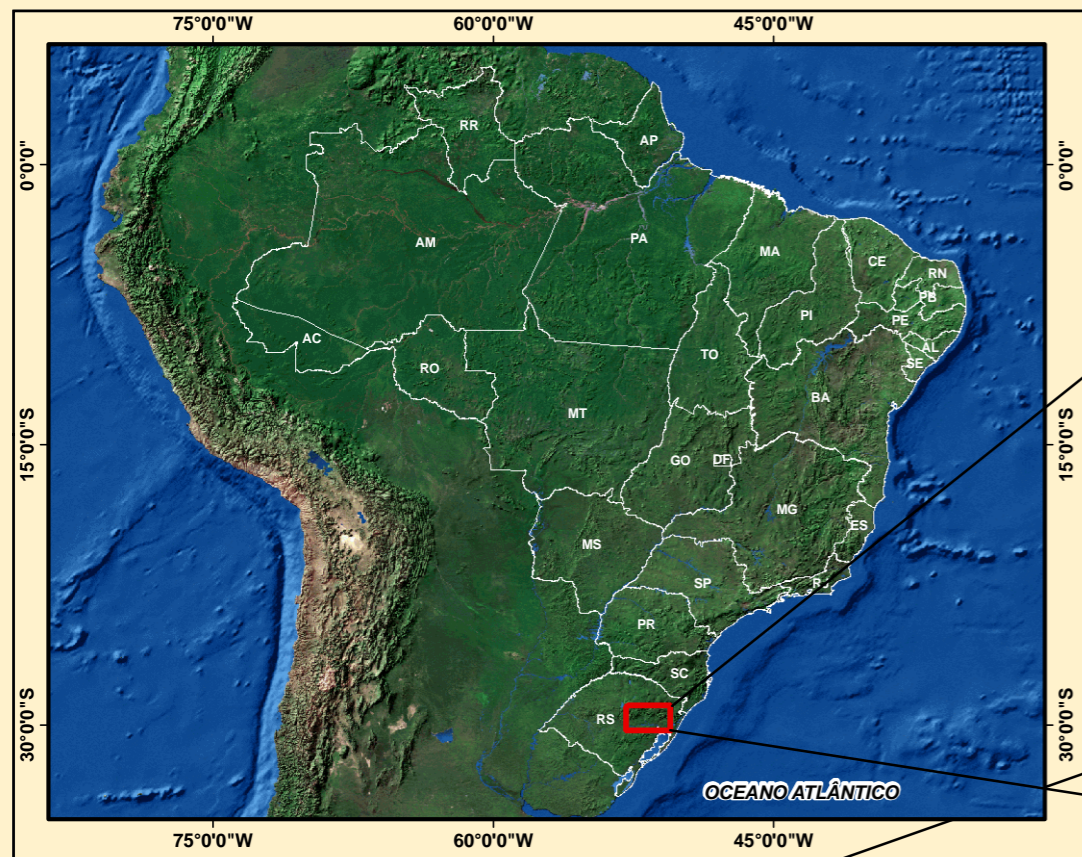 75°0'0"W 60°0'0"W 45°0'0"W
0°0'0" 0°0'0"
15°0'0"S 15°0'0"S
30°0'0"S 30°0'0"S
RR
AP
AM
PA
MA
CE
RN
PB
PI
PE
AC
TO
AL
SE
RO
BA
MT
GO
DF
MG
ES
MS
SP
PR
SC
RS
OCEANO ATLÂNTICO
75°0'0"W 60°0'0"W 45°0'0"W